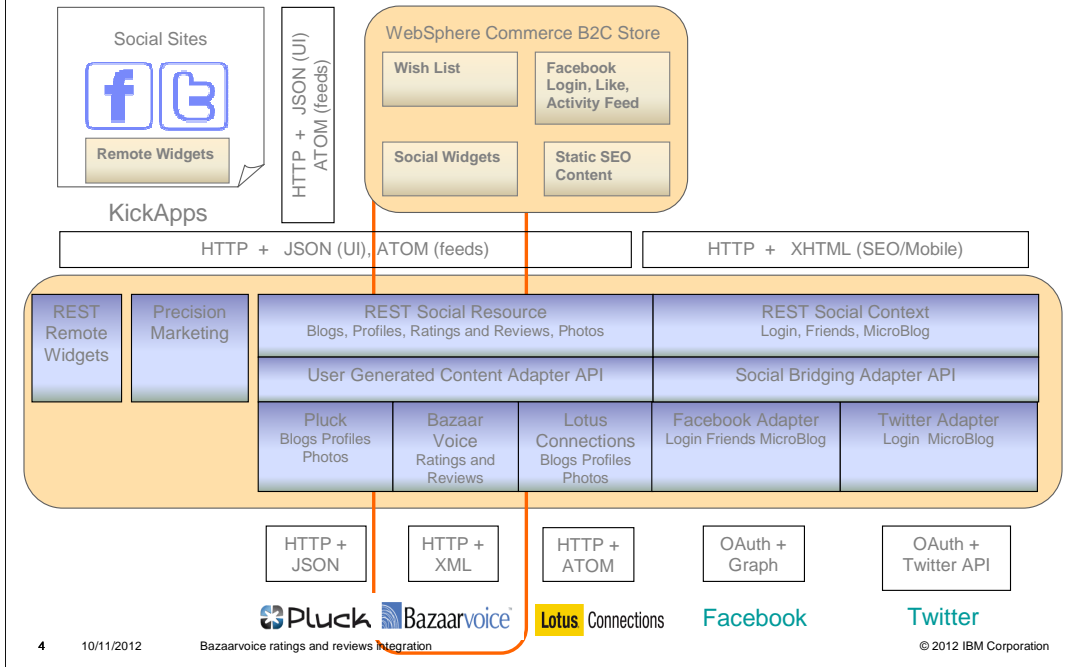 Social Sites
Remote Widgets
KickApps
HTTP + JSON (UI)
ATOM (feeds)
WebSphere Commerce B2C Store
Wish List
Facebook
Login, Like,
Activity Feed
Social Widgets
Static SEO
Content
HTTP + JSON (UI), ATOM (feeds)
HTTP + XHTML (SEO/Mobile)
REST
Remote
Widgets
Precision
Marketing
REST Social Resource
Blogs, Profiles, Ratings and Reviews, Photos
REST Social Context
Login, Friends, MicroBlog
User Generated Content Adapter API
Social Bridging Adapter API
Pluck
Blogs Profiles
Photos
Bazaar
Voice
Ratings and
Reviews
Lotus
Connections
Blogs Profiles
Photos
Facebook Adapter
Login Friends MicroBlog
Twitter Adapter
Login MicroBlog
HTTP +
JSON
HTTP +
XML
HTTP +
ATOM
OAuth +
Graph
OAuth +
Twitter API
Pluck
Bazaarvoice
Lotus. Connections
Facebook
Twitter
4 10/11/2012 Bazaarvoice ratings and reviews integration © 2012 IBM Corporation